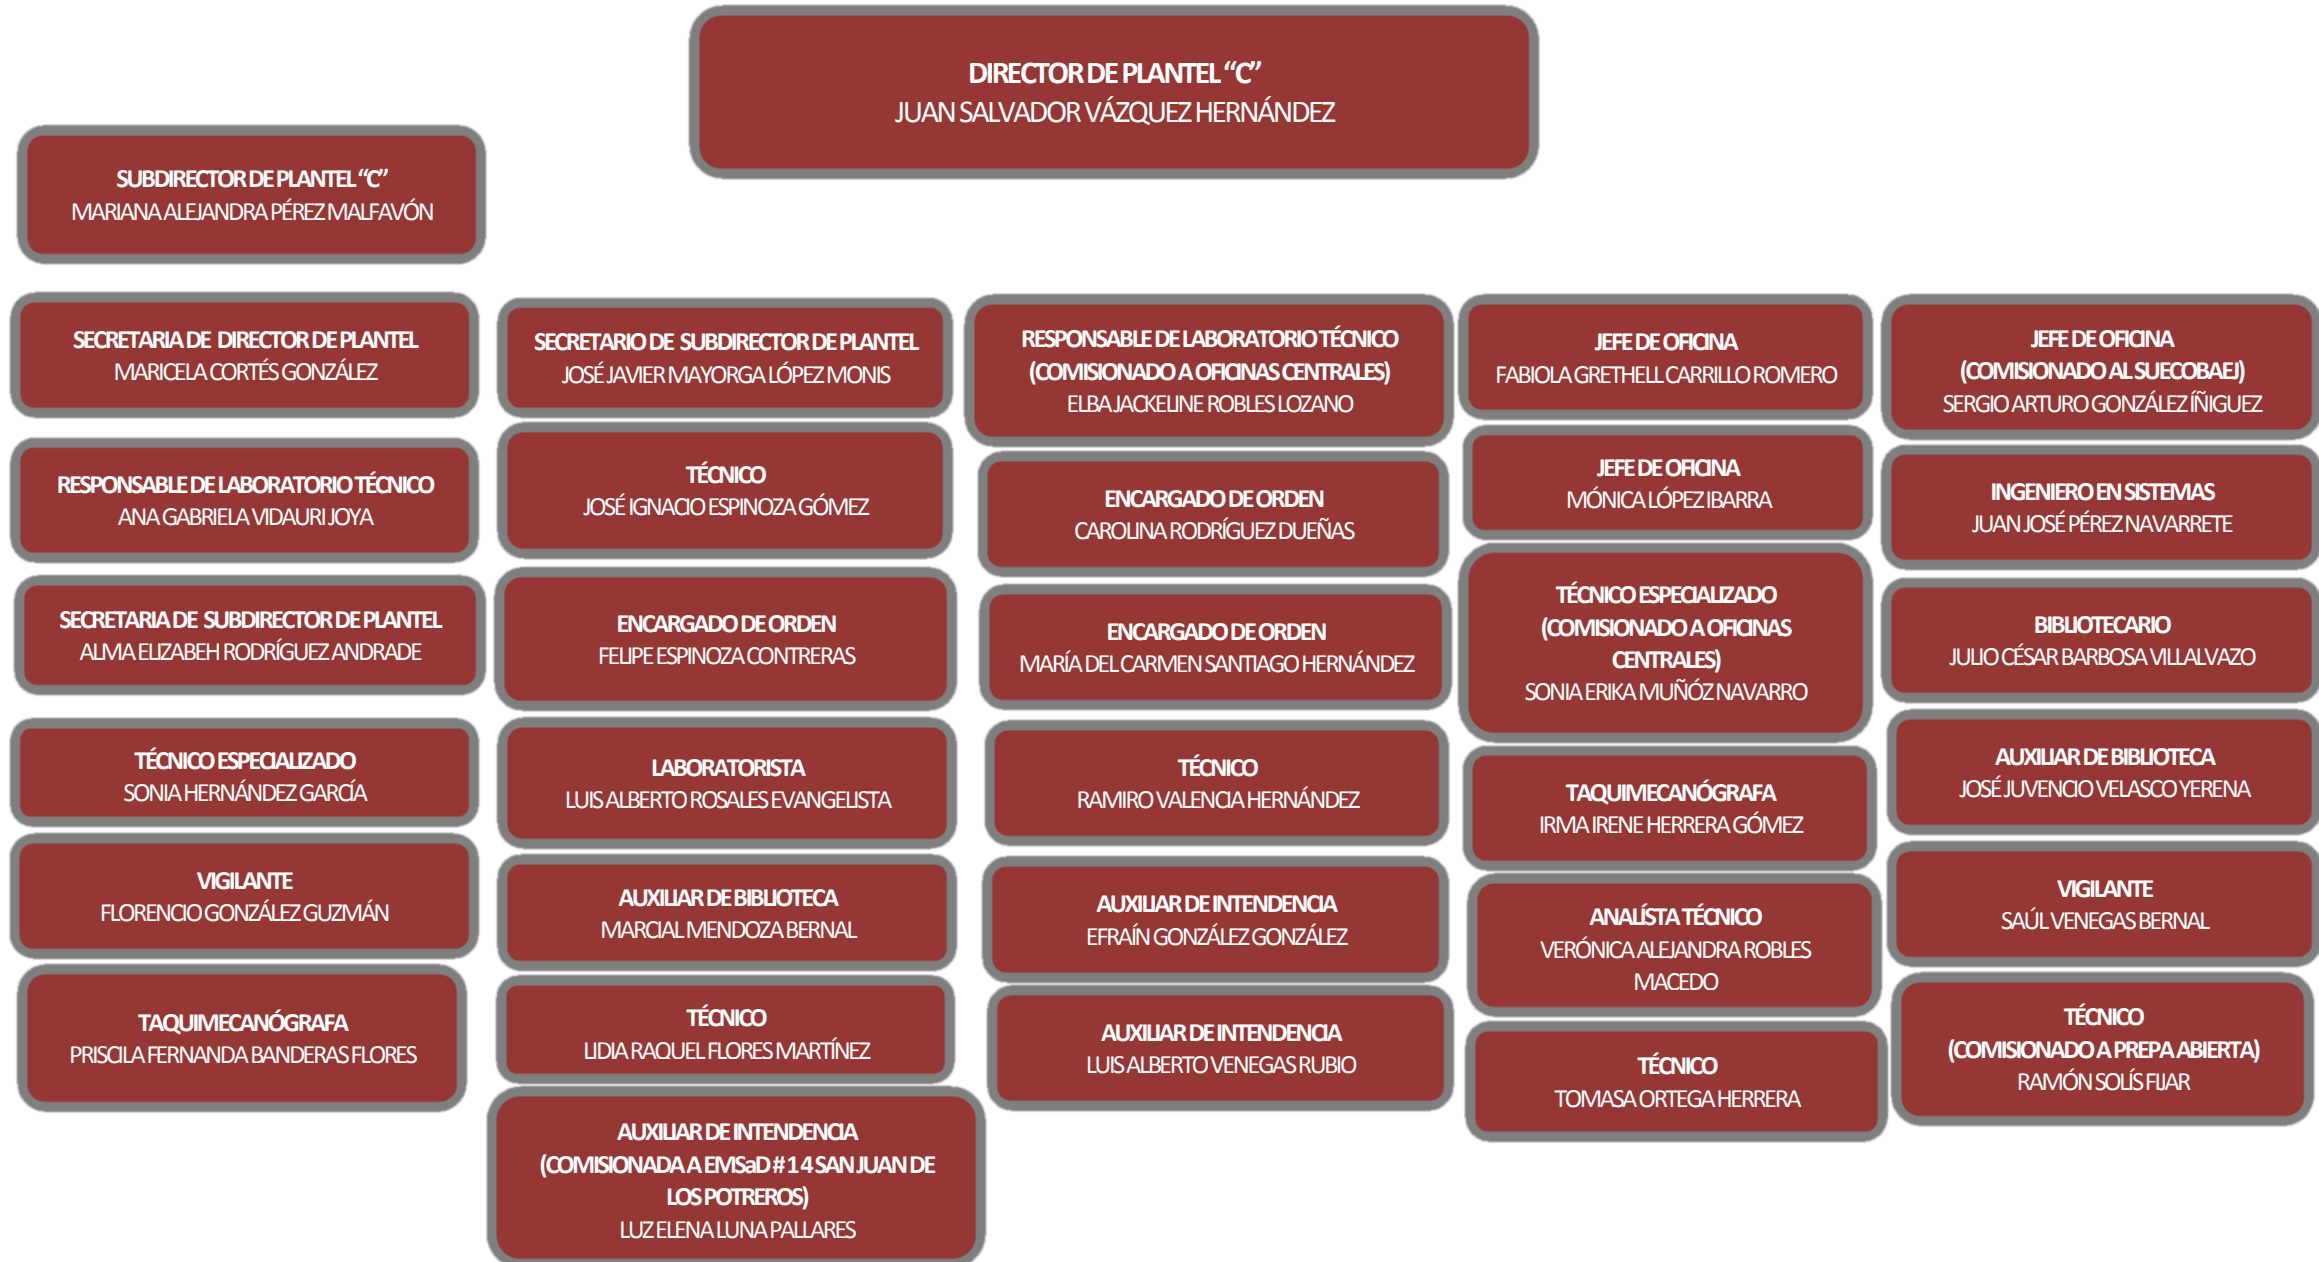 DIRECTOR DE PLANTEL “C”
JUAN SALVADOR VÁZQUEZ HERNÁNDEZ
SUBDIRECTOR DE PLANTEL “C”
MARIANA ALEJANDRA PÉREZ MALFAVÓN
SECRETARIA DE DIRECTOR DE PLANTEL
MARICELA CORTÉS GONZÁLEZ
RESPONSABLE DE LABORATORIO TÉCNICO
ANA GABRIELA VIDAURI JOYA
SECRETARIA DE SUBDIRECTOR DE PLANTEL
ALMA ELIZABEH RODRÍGUEZ ANDRADE
TÉCNICO ESPECIALIZADO
SONIA HERNÁNDEZ GARCÍA
VIGILANTE
FLORENCIO GONZÁLEZ GUZMÁN
TAQUIMECANÓGRAFA
PRISCILA FERNANDA BANDERAS FLORES
SECRETARIO DE SUBDIRECTOR DE PLANTEL
JOSÉ JAVIER MAYORGA LÓPEZ MONIS
TÉCNICO
JOSÉ IGNACIO ESPINOZA GÓMEZ
ENCARGADO DE ORDEN
FELIPE ESPINOZA CONTRERAS
LABORATORISTA
LUIS ALBERTO ROSALES EVANGELISTA
AUXILIAR DE BIBLIOTECA
MARCIAL MENDOZA BERNAL
TÉCNICO
LIDIA RAQUEL FLORES MARTÍNEZ
AUXILIAR DE INTENDENCIA
(COMISIONADA A EMSaD # 14 SAN JUAN DE
LOS POTREROS)
LUZ ELENA LUNA PALLARES
RESPONSABLE DE LABORATORIO TÉCNICO
(COMISIONADO A OFICINAS CENTRALES)
ELBA JACKELINE ROBLES LOZANO
ENCARGADO DE ORDEN
CAROLINA RODRÍGUEZ DUEÑAS
ENCARGADO DE ORDEN
MARÍA DEL CARMEN SANTIAGO HERNÁNDEZ
TÉCNICO
RAMIRO VALENCIA HERNÁNDEZ
AUXILIAR DE INTENDENCIA
EFRAÍN GONZÁLEZ GONZÁLEZ
AUXILIAR DE INTENDENCIA
LUIS ALBERTO VENEGAS RUBIO
JEFE DE OFICINA
FABIOLA GRETHELL CARRILLO ROMERO
JEFE DE OFICINA
MÓNICA LÓPEZ IBARRA
TÉCNICO ESPECIALIZADO
(COMISIONADO A OFICINAS
CENTRALES)
SONIA ERIKA MUÑÓZ NAVARRO
TAQUIMECANÓGRAFA
IRMA IRENE HERRERA GÓMEZ
ANALÍSTA TÉCNICO
VERÓNICA ALEJANDRA ROBLES
MACEDO
TÉCNICO
TOMASA ORTEGA HERRERA
JEFE DE OFICINA
(COMISIONADO AL SUECOBAEJ)
SERGIO ARTURO GONZÁLEZ ÍÑIGUEZ
INGENIERO EN SISTEMAS
JUAN JOSÉ PÉREZ NAVARRETE
BIBLIOTECARIO
JULIO CÉSAR BARBOSA VILLALVAZO
AUXILIAR DE BIBLIOTECA
JOSÉ JUVENCIO VELASCO YERENA
VIGILANTE
SAÚL VENEGAS BERNAL
TÉCNICO
(COMISIONADO A PREPA ABIERTA)
RAMÓN SOLÍS FIJAR